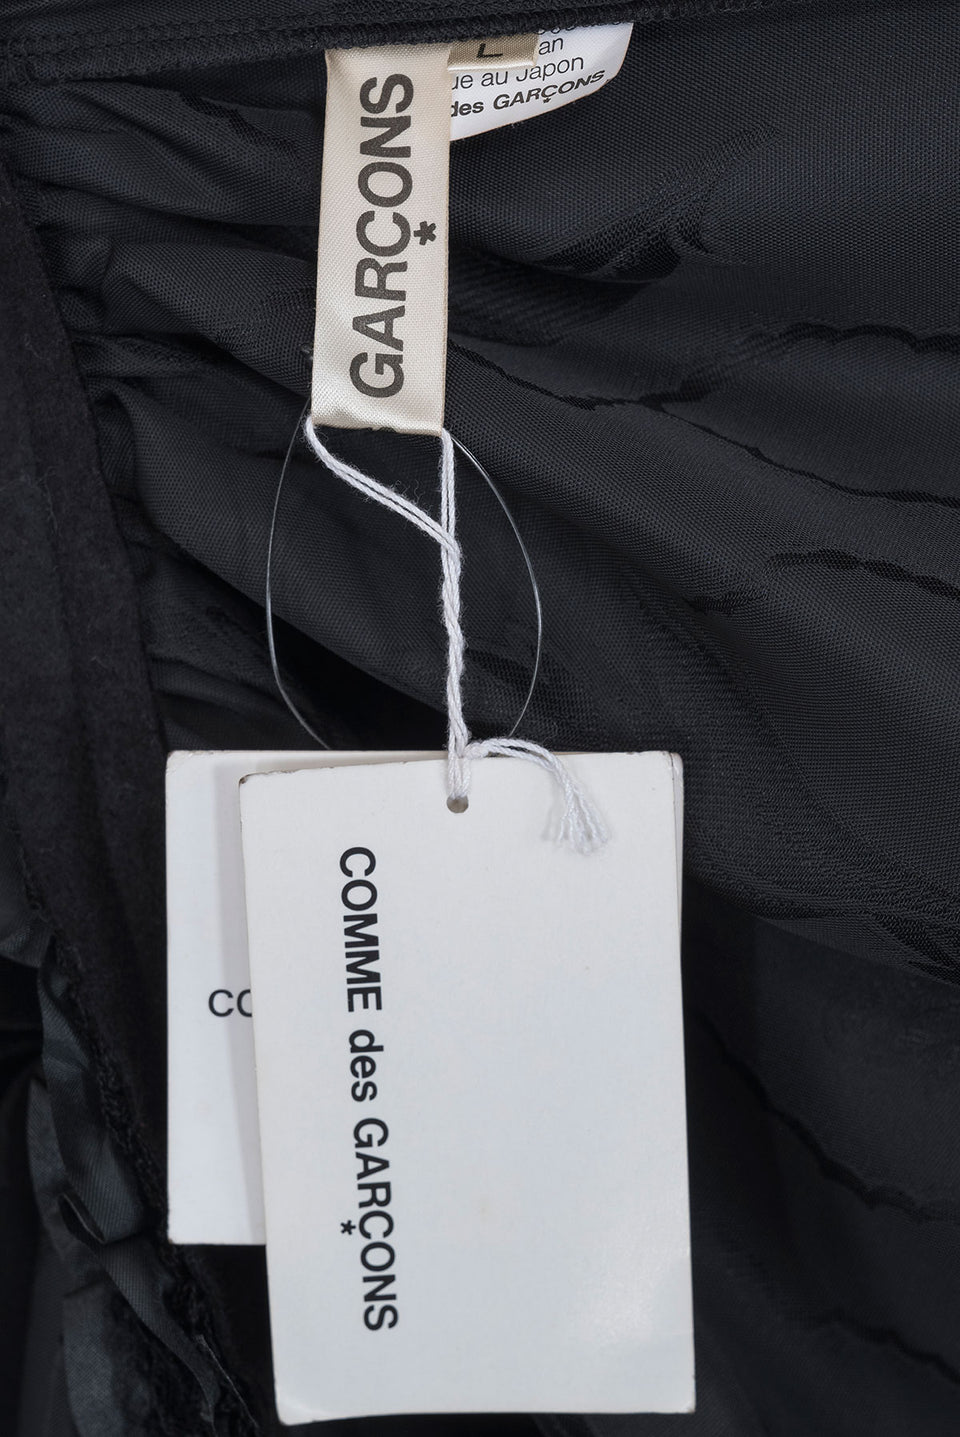 GARÇONS
L
an
ue au Japon
des GARÇONS
CO
COMME des GARÇONS